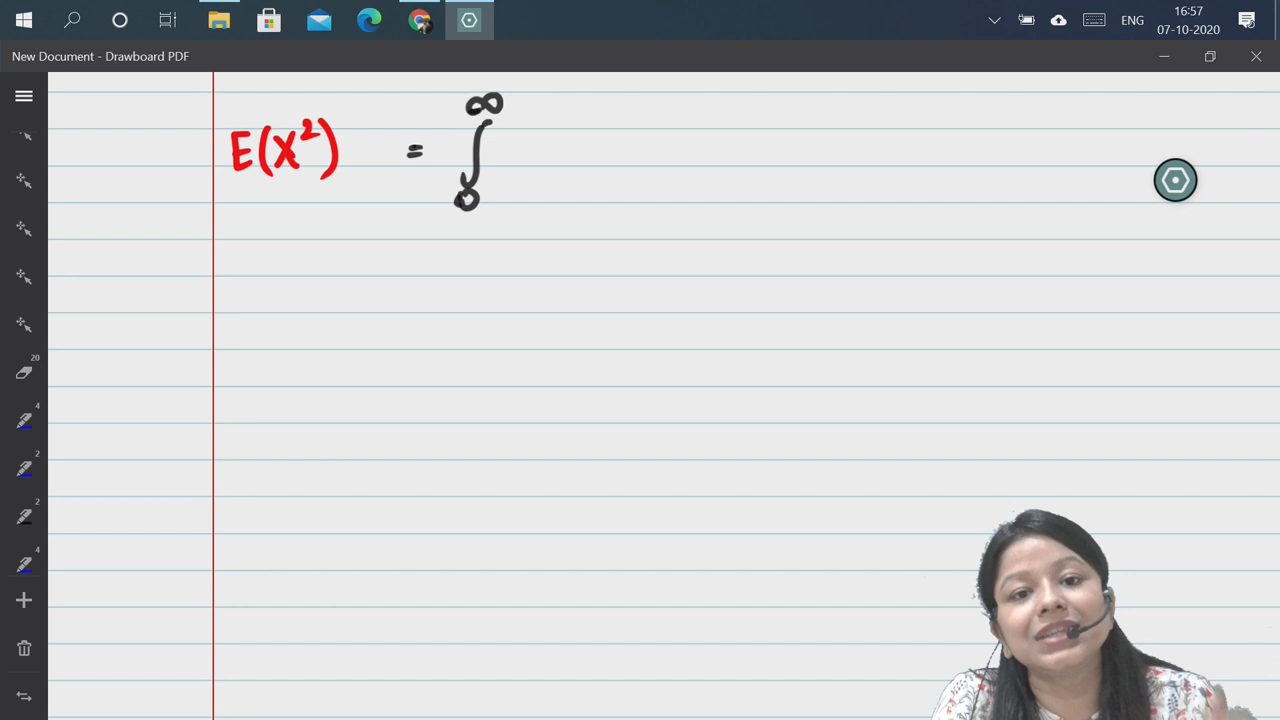 ENG
16:57
07-10-2020
New Document - Drawboard PDF
E(X²) = ∫₀^∞
20
4
2
2
4